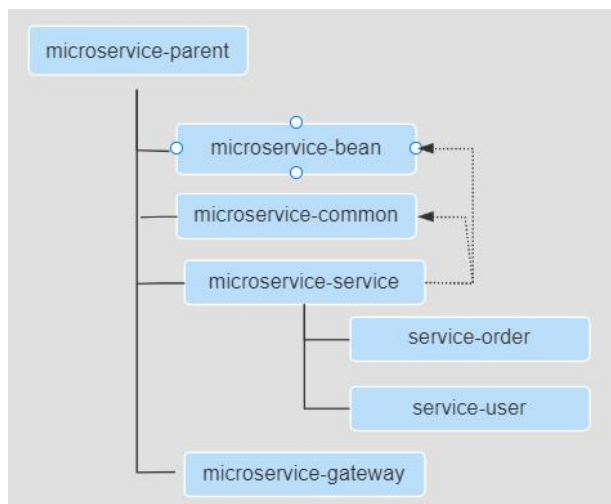 microservice-parent
microservice-bean
microservice-common
microservice-service
service-order
service-user
microservice-gateway